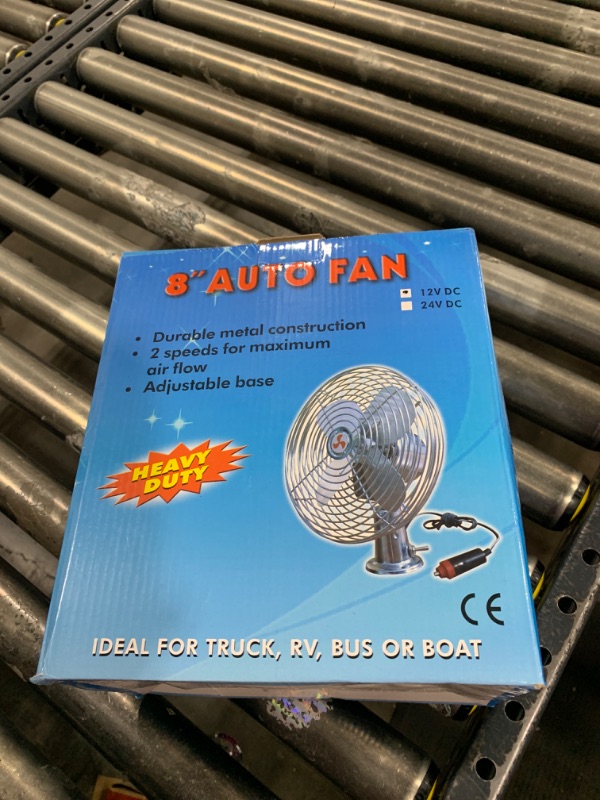 8" AUTO FAN
12V DC
24V DC
• Durable metal construction
• 2 speeds for maximum
air flow
• Adjustable base
HEAVY
DUTY
CE
IDEAL FOR TRUCK, RV, BUS OR BOAT